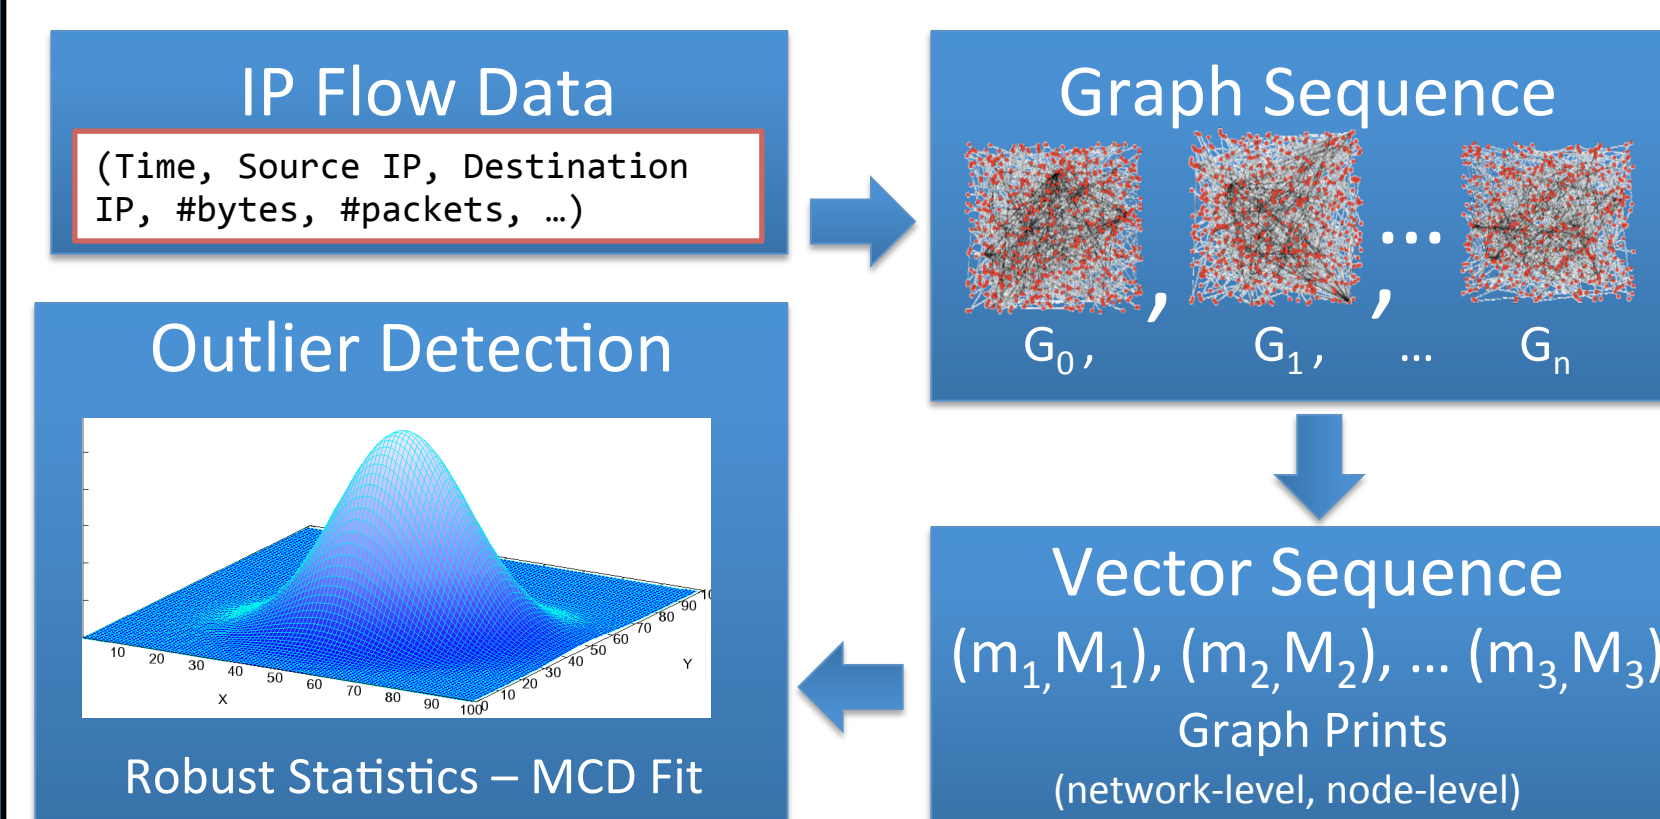 IP Flow Data
(Time, Source IP, Destination
IP, #bytes, #packets, …)
Graph Sequence
, , ...
G0 , G1 , ... Gn
Vector Sequence
(m1,M1), (m2,M2), ... (m3,M3)
Graph Prints
(network-level, node-level)
Outlier Detection
10 20 30 40 50 60 70 80 90 100
X
0 10 20 30 40 50 60 70 80 90 10
Y
Robust Statistics – MCD Fit